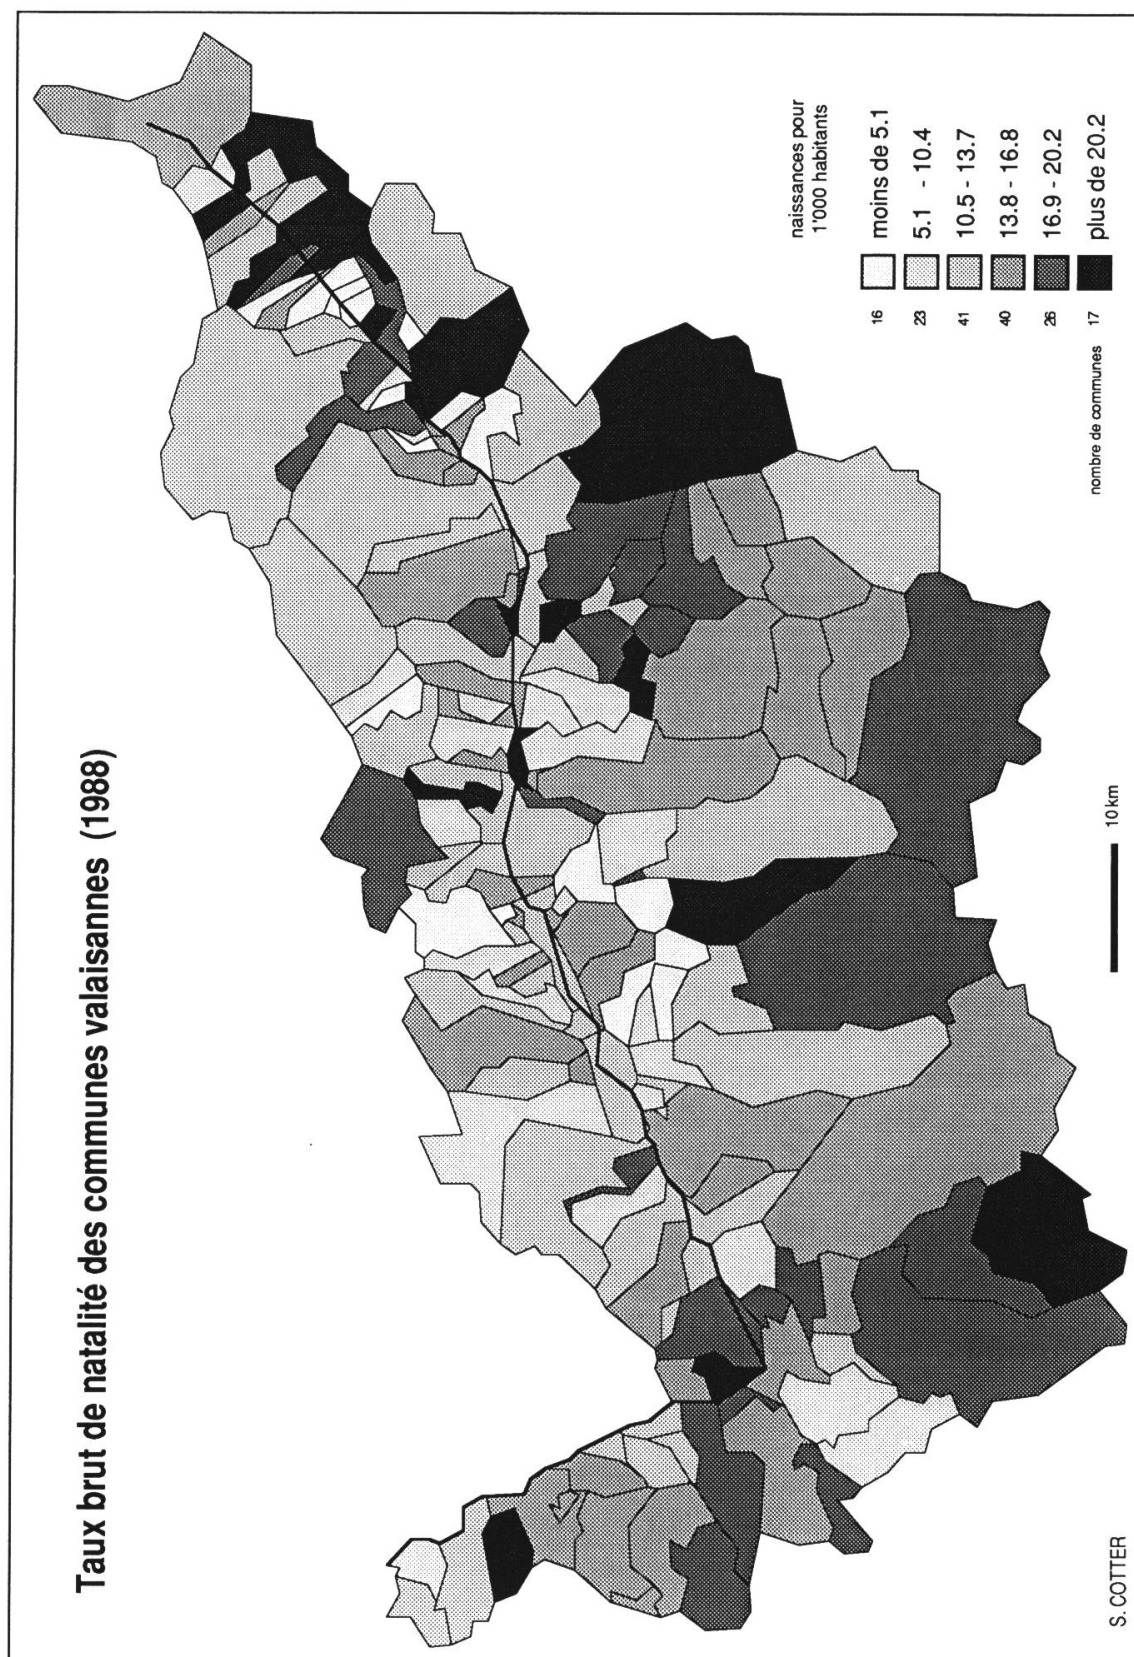 Taux brut de natalité des communes valaisannes (1988)
naissances pour
1'000 habitants
16 moins de 5.1
23 5.1 - 10.4
41 10.5 - 13.7
40 13.8 - 16.8
26 16.9 - 20.2
nombre de communes 17 plus de 20.2
10 km
S. COTTER